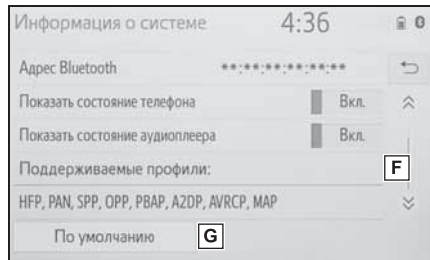 Информация о системе 4:36 0
Адрес Bluetooth **:**:**:**:**:**
Показать состояние телефона Вкл.
Показать состояние аудиоплеера Вкл.
Поддерживаемые профили: F
HFP, PAN, SPP, OPP, PBAP, A2DP, AVRCP, MAP
По умолчанию G